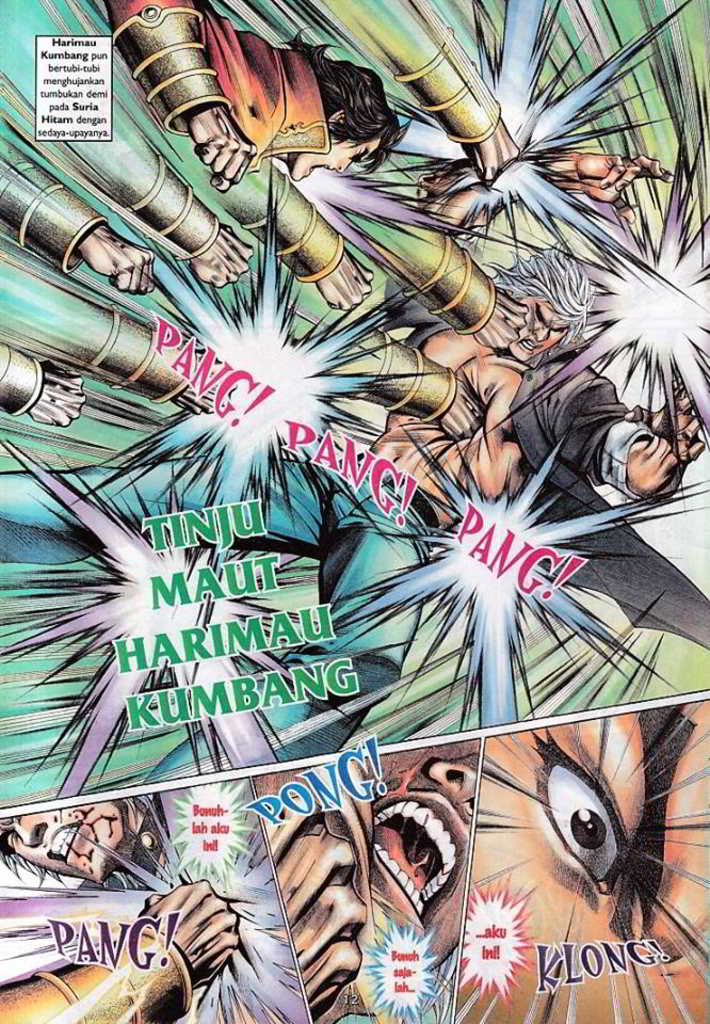 Harimau
Kumbang pun
bertubi-tubi
menghujankan
tumbukan demi
pada Suria
Hitam dengan
sedaya-upayanya.
PANG!
PANG!
PANG!
TINJU
MAUT
HARIMAU
KUMBANG
Bunuh-
lah aku
ini!
PANG!
PONG!
Bunuh
saja-
lah...
...aku
ini!
KLONG!
12